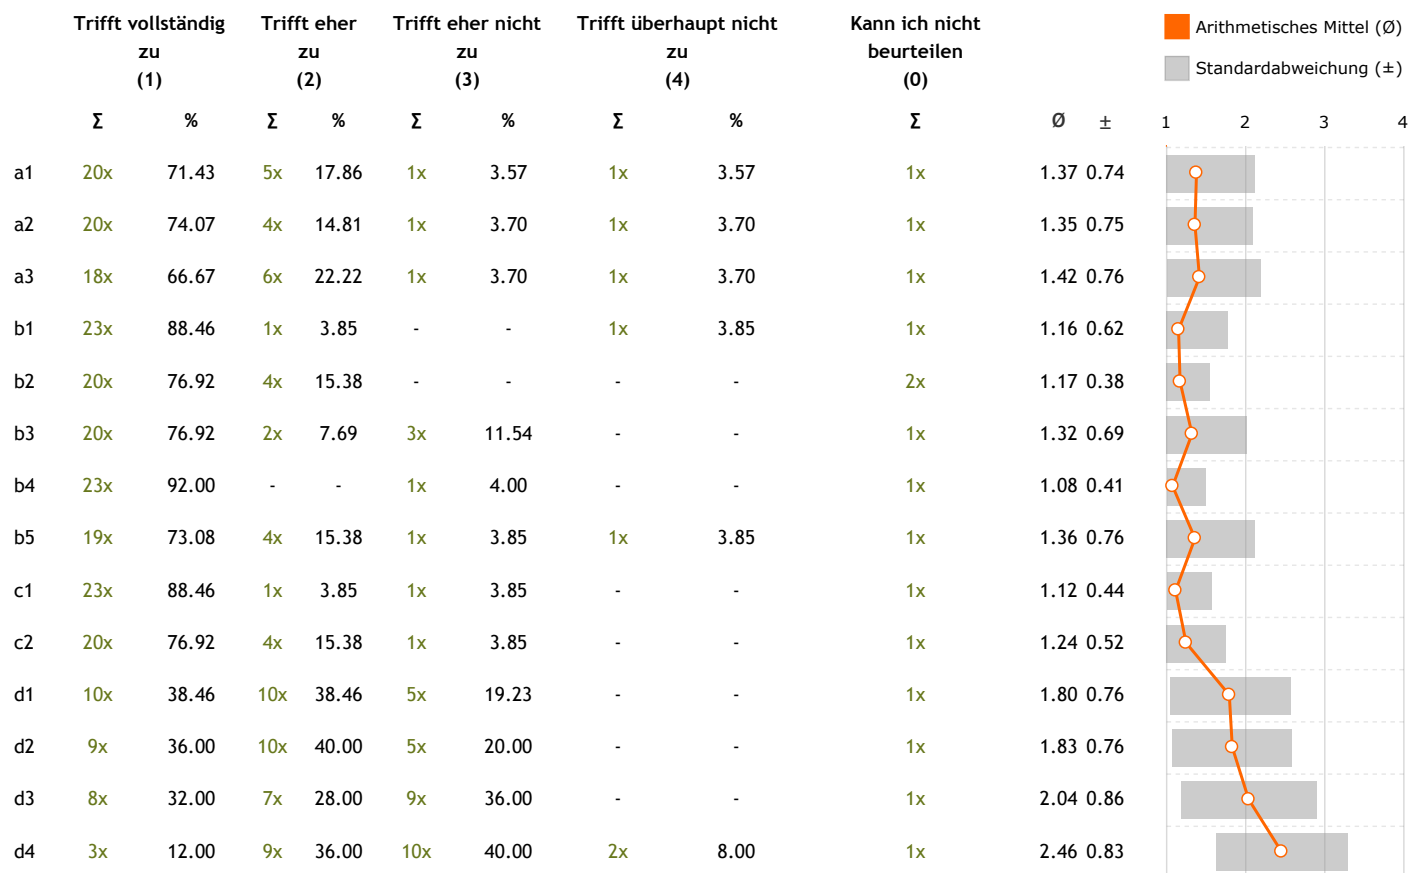 Trifft vollständig zu (1) Trifft eher zu (2) Trifft eher nicht zu (3) Trifft überhaupt nicht zu (4) Kann ich nicht beurteilen (0)
Arithmetisches Mittel (Ø)
Standardabweichung (±)
Σ % Σ % Σ % Σ % Σ Ø ± 1 2 3 4
a1 20x 71.43 5x 17.86 1x 3.57 1x 3.57 1x 1.37 0.74
a2 20x 74.07 4x 14.81 1x 3.70 1x 3.70 1x 1.35 0.75
a3 18x 66.67 6x 22.22 1x 3.70 1x 3.70 1x 1.42 0.76
b1 23x 88.46 1x 3.85 - - 1x 3.85 1x 1.16 0.62
b2 20x 76.92 4x 15.38 - - - - 2x 1.17 0.38
b3 20x 76.92 2x 7.69 3x 11.54 - - 1x 1.32 0.69
b4 23x 92.00 - - 1x 4.00 - - 1x 1.08 0.41
b5 19x 73.08 4x 15.38 1x 3.85 1x 3.85 1x 1.36 0.76
c1 23x 88.46 1x 3.85 1x 3.85 - - 1x 1.12 0.44
c2 20x 76.92 4x 15.38 1x 3.85 - - 1x 1.24 0.52
d1 10x 38.46 10x 38.46 5x 19.23 - - 1x 1.80 0.76
d2 9x 36.00 10x 40.00 5x 20.00 - - 1x 1.83 0.76
d3 8x 32.00 7x 28.00 9x 36.00 - - 1x 2.04 0.86
d4 3x 12.00 9x 36.00 10x 40.00 2x 8.00 1x 2.46 0.83